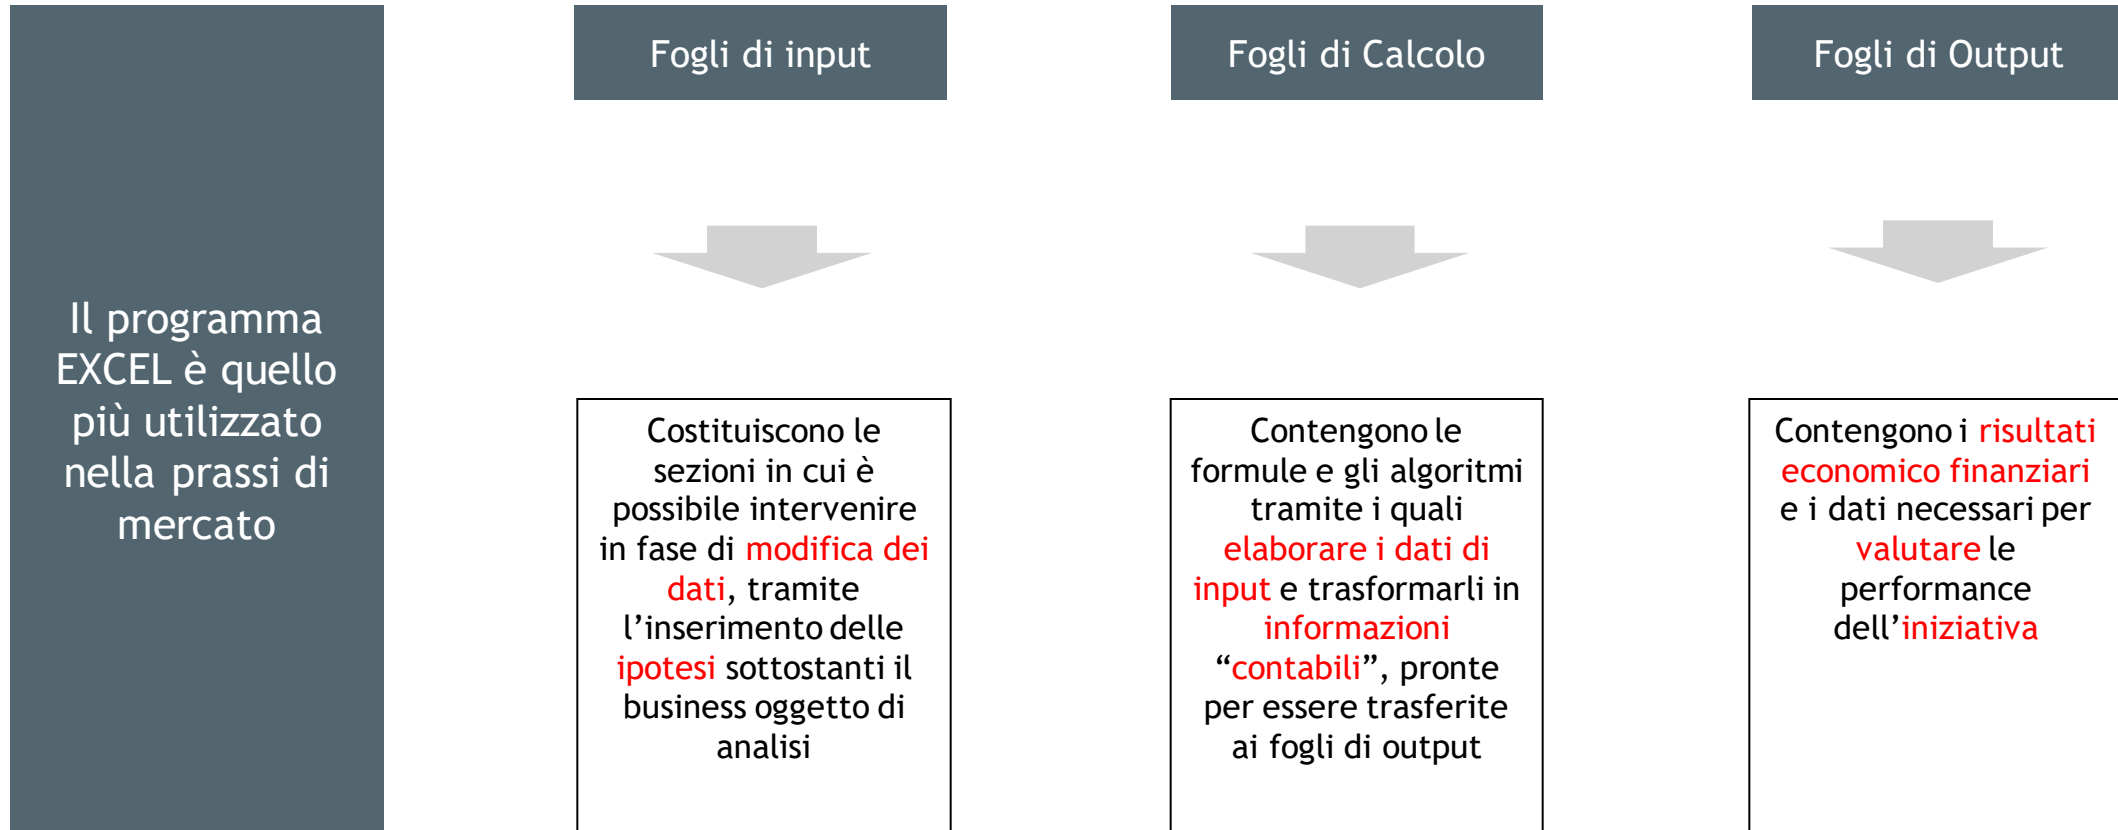 Il programma
EXCEL è quello
più utilizzato
nella prassi di
mercato
Fogli di input
Costituiscono le
sezioni in cui è
possibile intervenire
in fase di modifica dei
dati, tramite
l’inserimento delle
ipotesi sottostanti il
business oggetto di
analisi
Fogli di Calcolo
Contengono le
formule e gli algoritmi
tramite i quali
elaborare i dati di
input e trasformarli in
informazioni
“contabili”, pronte
per essere trasferite
ai fogli di output
Fogli di Output
Contengono i risultati
economico finanziari
e i dati necessari per
valutare le
performance
dell’iniziativa